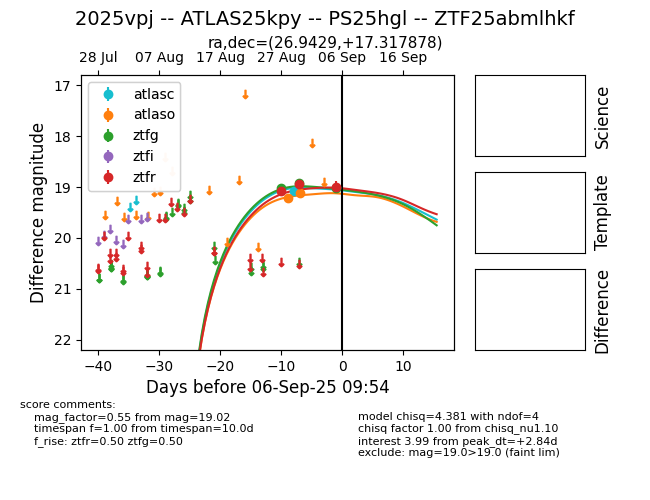 2025vpj -- ATLAS25kpy -- PS25hgl -- ZTF25abmlhkf
ra,dec=(26.9429,+17.317878)
28 Jul 07 Aug 17 Aug 27 Aug 06 Sep 16 Sep
atlasc
atlaso
ztfg
ztfi
ztfr
17
18
19
20
21
22
Difference magnitude
−40 −30 −20 −10 0 10
Days before 06-Sep-25 09:54
Science
Template
Difference
score comments:
mag_factor=0.55 from mag=19.02
timespan f=1.00 from timespan=10.0d
f_rise: ztfr=0.50 ztfg=0.50
model chisq=4.381 with ndof=4
chisq factor 1.00 from chisq_nu1.10
interest 3.99 from peak_dt=+2.84d
exclude: mag=19.0>19.0 (faint lim)